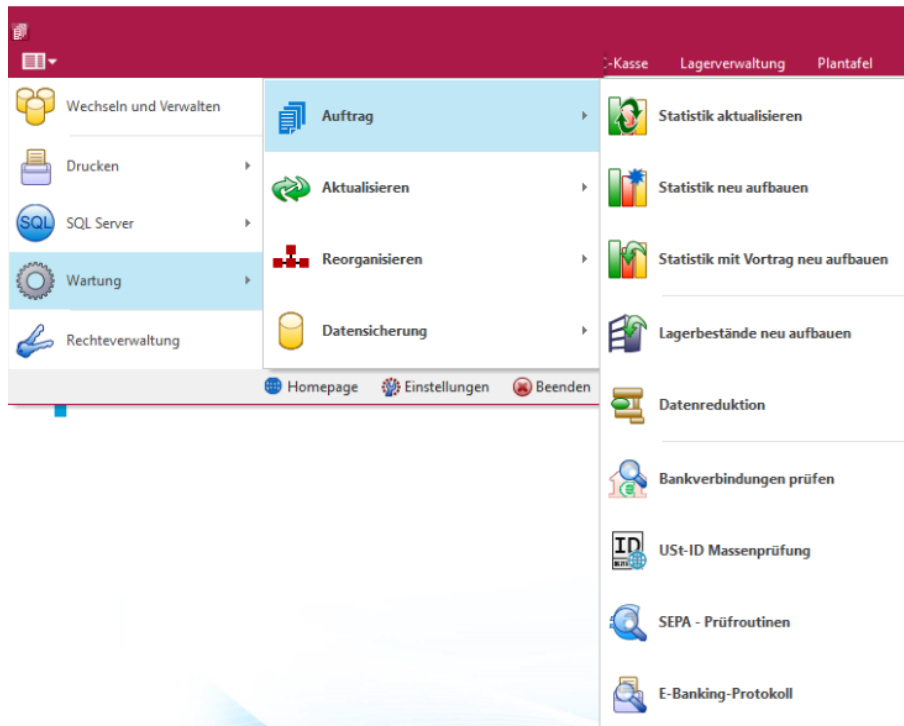 -Kasse Lagerverwaltung Plantafel
Wechseln und Verwalten
Drucken
SQL
SQL Server
Wartung
Rechteverwaltung
Auftrag
Aktualisieren
Reorganisieren
Datensicherung
Homepage Einstellungen Beenden
Statistik aktualisieren
Statistik neu aufbauen
Statistik mit Vortrag neu aufbauen
Lagerbestände neu aufbauen
Datenreduktion
Bankverbindungen prüfen
ID
USt-ID Massenprüfung
SEPA - Prüfroutinen
E-Banking-Protokoll